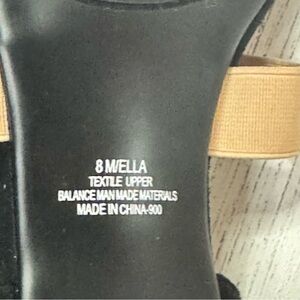 8 M/ELLA
TEXTILE UPPER
BALANCE MAN MADE MATERIALS
MADE IN CHINA-900